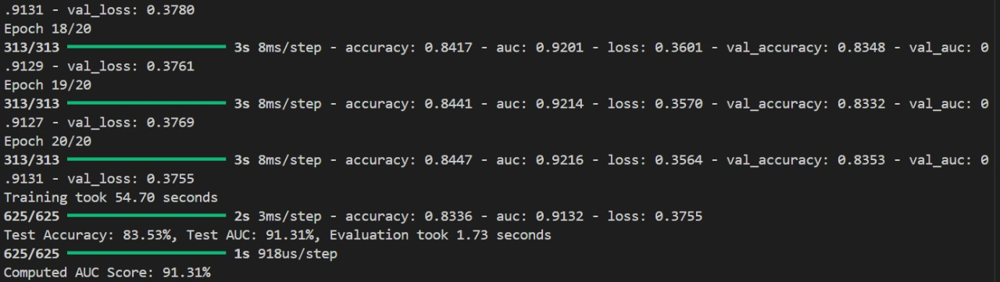 .9131 - val_loss: 0.3780
Epoch 18/20
313/313 ━━━━━━━━━━━━━━━━━━━━ 3s 8ms/step - accuracy: 0.8417 - auc: 0.9201 - loss: 0.3601 - val_accuracy: 0.8348 - val_auc: 0
.9129 - val_loss: 0.3761
Epoch 19/20
313/313 ━━━━━━━━━━━━━━━━━━━━ 3s 8ms/step - accuracy: 0.8441 - auc: 0.9214 - loss: 0.3570 - val_accuracy: 0.8332 - val_auc: 0
.9127 - val_loss: 0.3769
Epoch 20/20
313/313 ━━━━━━━━━━━━━━━━━━━━ 3s 8ms/step - accuracy: 0.8447 - auc: 0.9216 - loss: 0.3564 - val_accuracy: 0.8353 - val_auc: 0
.9131 - val_loss: 0.3755
Training took 54.70 seconds
625/625 ━━━━━━━━━━━━━━━━━━━━ 2s 3ms/step - accuracy: 0.8336 - auc: 0.9132 - loss: 0.3755
Test Accuracy: 83.53%, Test AUC: 91.31%, Evaluation took 1.73 seconds
625/625 ━━━━━━━━━━━━━━━━━━━━ 1s 918us/step
Computed AUC Score: 91.31%